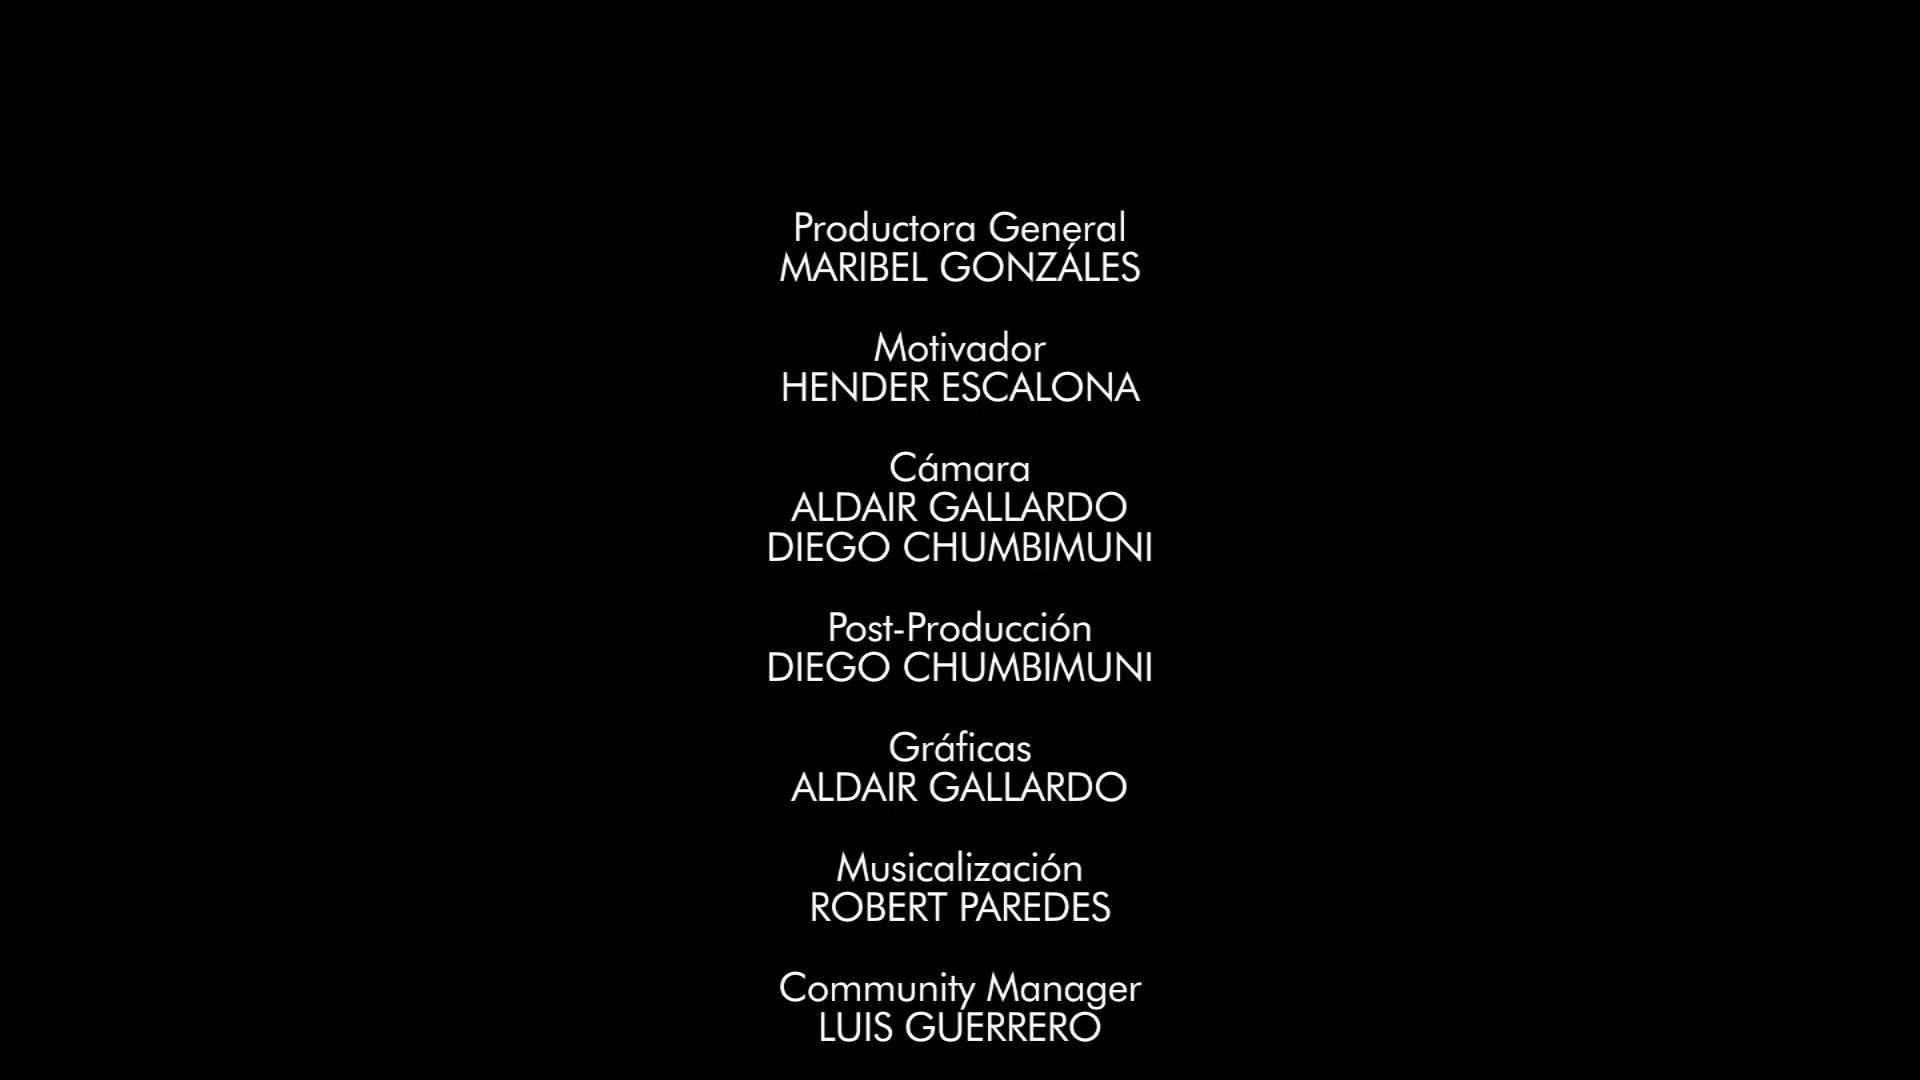 Productora General
MARIBEL GONZÁLES
Motivador
HENDER ESCALONA
Cámara
ALDAIR GALLARDO
DIEGO CHUMBIMUNI
Post-Producción
DIEGO CHUMBIMUNI
Gráficas
ALDAIR GALLARDO
Musicalización
ROBERT PAREDES
Community Manager
LUIS GUERRERO